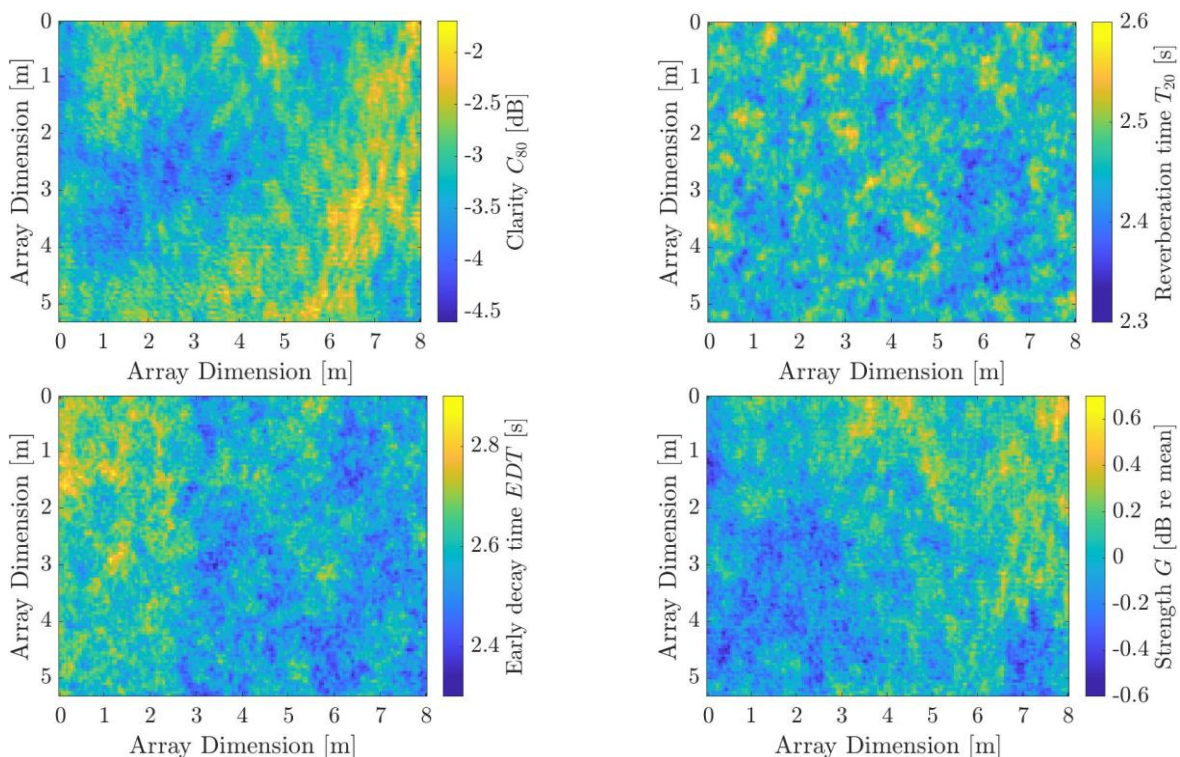 0
1
2
3
4
5
Array Dimension [m]
0 1 2 3 4 5 6 7 8
Array Dimension [m]
-2
-2.5
-3
-3.5
-4
-4.5
Clarity C80 [dB]
0
1
2
3
4
5
Array Dimension [m]
0 1 2 3 4 5 6 7 8
Array Dimension [m]
2.6
2.5
2.4
2.3
Reverberation time T20 [s]
0
1
2
3
4
5
Array Dimension [m]
0 1 2 3 4 5 6 7 8
Array Dimension [m]
2.8
2.6
2.4
Early decay time EDT [s]
0
1
2
3
4
5
Array Dimension [m]
0 1 2 3 4 5 6 7 8
Array Dimension [m]
0.6
0.4
0.2
0
-0.2
-0.4
-0.6
Strength G [dB re mean]